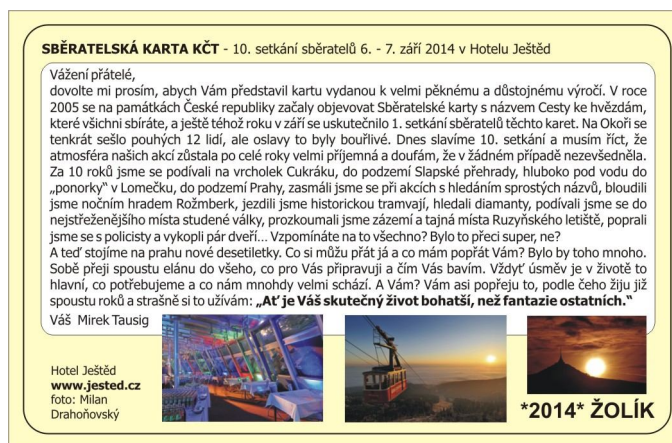 SBĚRATELSKÁ KARTA KČT - 10. setkání sběratelů 6. - 7. září 2014 v Hotelu Ještěd
Vážení přátelé,
dovolte mi prosím, abych Vám představil kartu vydanou k velmi pěknému a důstojnému výročí. V roce
2005 se na památkách České republiky začaly objevovat Sběratelské karty s názvem Cesty ke hvězdám,
které všichni sbíráte, a ještě téhož roku v září se uskutečnilo 1. setkání sběratelů těchto karet. Na Okoři se
tenkrát sešlo pouhých 12 lidí, ale oslavy to byly bouřlivé. Dnes slavíme 10. setkání a musím říct, že
atmosféra našich akcí zůstala po celé roky velmi příjemná a doufám, že v žádném případě nezevšedněla.
Za 10 roků jsme se podívali na vrcholek Cukráku, do podzemí Slapské přehrady, hluboko pod vodu do
„ponorky“ v Lomečku, do podzemí Prahy, zasmáli jsme se při akcích s hledáním sprostých názvů, bloudili
jsme nočním hradem Rožmberk, jezdili jsme historickou tramvají, hledali diamanty, podívali jsme se do
nejstřeženějšího místa studené války, prozkoumali jsme zázemí a tajná místa Ruzyňského letiště, poprali
jsme se s policisty a vykopli pár dveří... Vzpomínáte na to všechno? Bylo to přeci super, ne?
A teď stojíme na prahu nové desetiletky. Co si můžu přát já a co mám popřát Vám? Bylo by toho mnoho.
Sobě přeji spoustu elánu do všeho, co pro Vás připravuji a čím Vás bavím. Vždyť úsměv je v životě to
hlavní, co potřebujeme a co nám mnohdy velmi schází. A Vám? Vám asi popřeju to, podle čeho žiju již
spoustu roků a strašně si to užívám: „Ať je Váš skutečný život bohatší, než fantazie ostatních.“
Váš Mirek Tausig
Hotel Ještěd
www.jested.cz
foto: Milan
Drahoňovský
*2014* ŽOLÍK